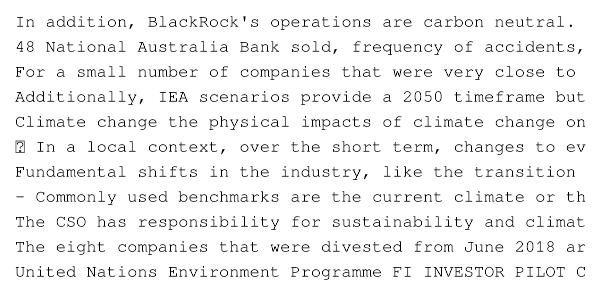 In addition, BlackRock's operations are carbon neutral.
48 National Australia Bank sold, frequency of accidents,
For a small number of companies that were very close to
Additionally, IEA scenarios provide a 2050 timeframe but
Climate change the physical impacts of climate change on
⍰ In a local context, over the short term, changes to ev
Fundamental shifts in the industry, like the transition
– Commonly used benchmarks are the current climate or th
The CSO has responsibility for sustainability and climat
The eight companies that were divested from June 2018 ar
United Nations Environment Programme FI INVESTOR PILOT C